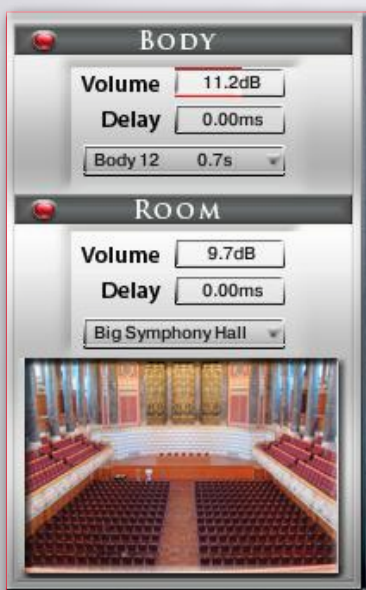 BODY
Volume 11.2dB
Delay 0.00ms
Body 12 0.7s
ROOM
Volume 9.7dB
Delay 0.00ms
Big Symphony Hall